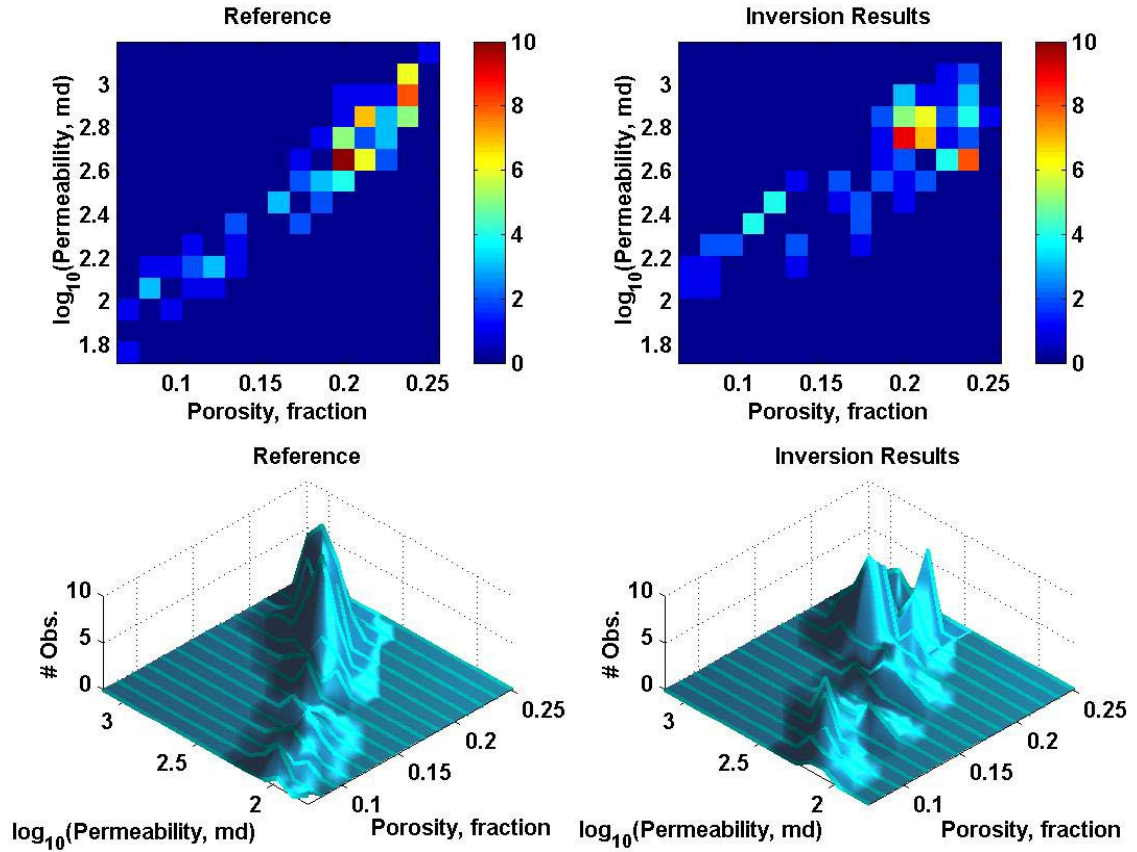 Reference
Inversion Results
10
8
6
4
2
0
10
8
6
4
2
0
3
2.8
2.6
2.4
2.2
2
1.8
3
2.8
2.6
2.4
2.2
2
1.8
log10(Permeability, md)
log10(Permeability, md)
0.1 0.15 0.2 0.25
0.1 0.15 0.2 0.25
Porosity, fraction
Porosity, fraction
Reference
Inversion Results
10
5
0
# Obs.
3
2.5
2
0.1
0.15
0.2
0.25
log10(Permeability, md)
Porosity, fraction
10
5
0
# Obs.
3
2.5
2
0.1
0.15
0.2
0.25
log10(Permeability, md)
Porosity, fraction